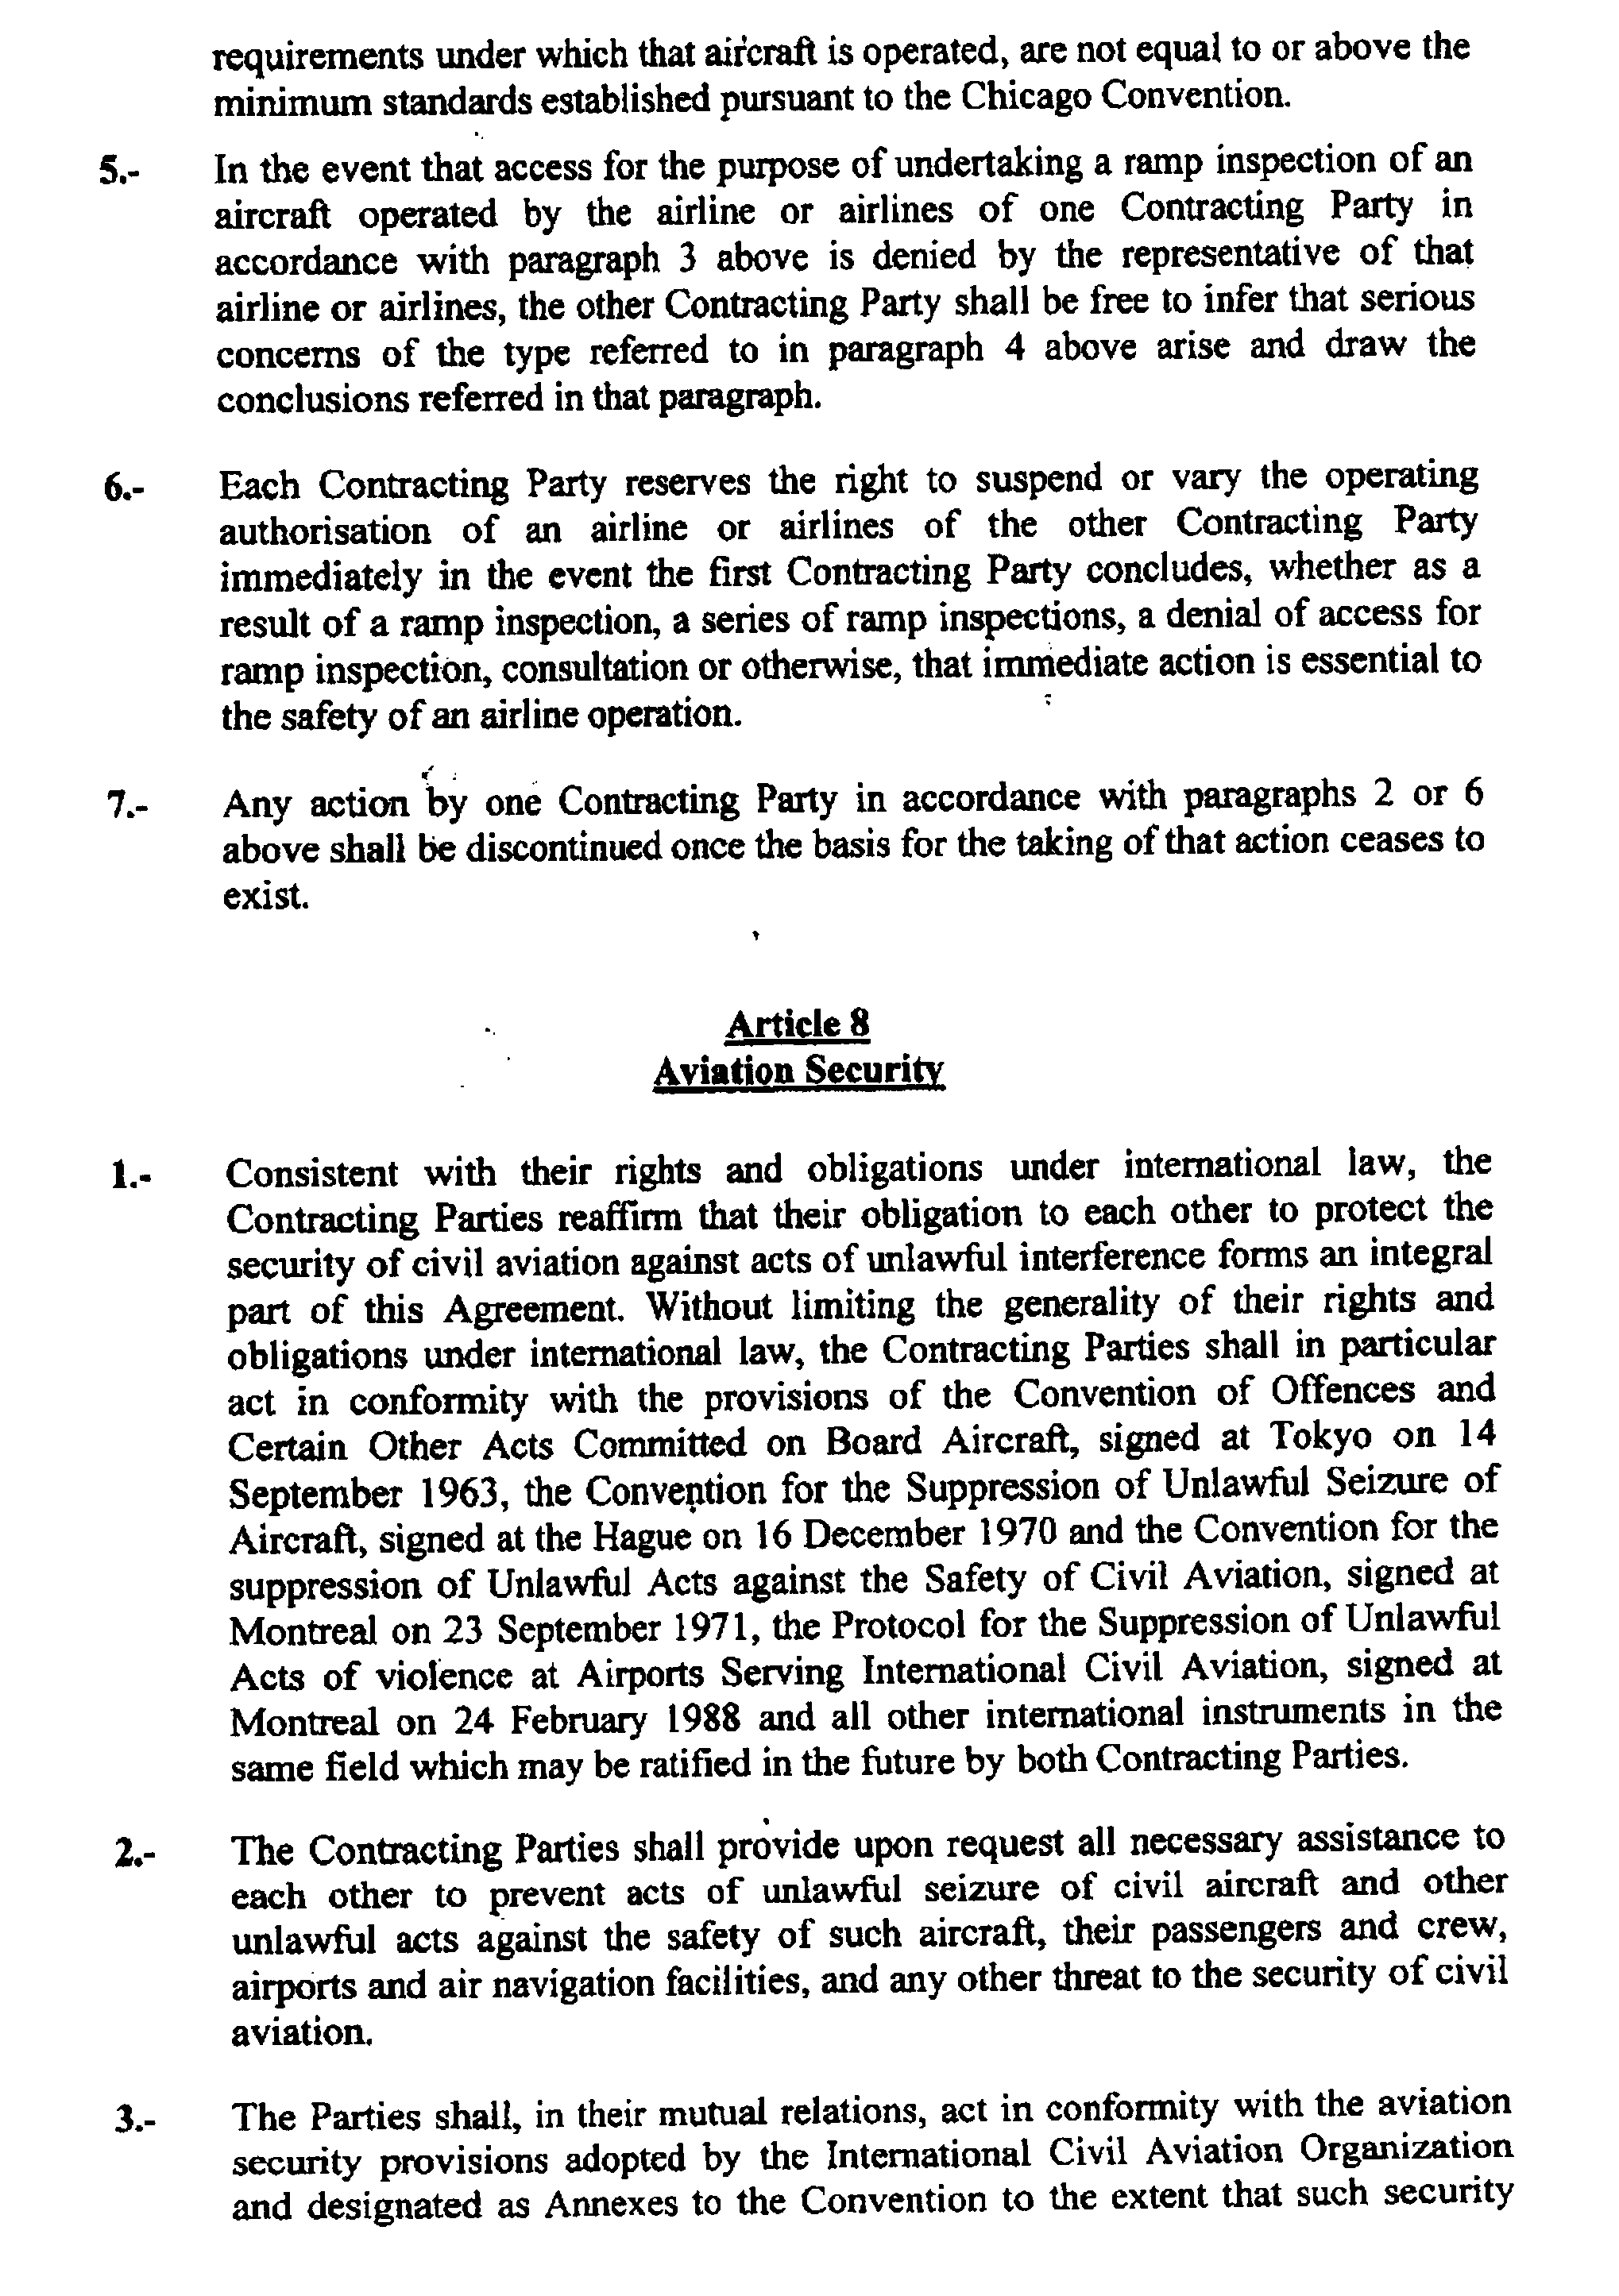 requirements under which that aircraft is operated, are not equal to or above the
minimum standards established pursuant to the Chicago Convention.
5.- In the event that access for the purpose of undertaking a ramp inspection of an
aircraft operated by the airline or airlines of one Contracting Party in
accordance with paragraph 3 above is denied by the representative of that
airline or airlines, the other Contracting Party shall be free to infer that serious
concerns of the type referred to in paragraph 4 above arise and draw the
conclusions referred in that paragraph.
6.- Each Contracting Party reserves the right to suspend or vary the operating
authorisation of an airline or airlines of the other Contracting Party
immediately in the event the first Contracting Party concludes, whether as a
result of a ramp inspection, a series of ramp inspections, a denial of access for
ramp inspection, consultation or otherwise, that immediate action is essential to
the safety of an airline operation.
7.- Any action by one Contracting Party in accordance with paragraphs 2 or 6
above shall be discontinued once the basis for the taking of that action ceases to
exist.
Article 8
Aviation Security
1.- Consistent with their rights and obligations under international law, the
Contracting Parties reaffirm that their obligation to each other to protect the
security of civil aviation against acts of unlawful interference forms an integral
part of this Agreement. Without limiting the generality of their rights and
obligations under international law, the Contracting Parties shall in particular
act in conformity with the provisions of the Convention of Offences and
Certain Other Acts Committed on Board Aircraft, signed at Tokyo on 14
September 1963, the Convention for the Suppression of Unlawful Seizure of
Aircraft, signed at the Hague on 16 December 1970 and the Convention for the
suppression of Unlawful Acts against the Safety of Civil Aviation, signed at
Montreal on 23 September 1971, the Protocol for the Suppression of Unlawful
Acts of violence at Airports Serving International Civil Aviation, signed at
Montreal on 24 February 1988 and all other international instruments in the
same field which may be ratified in the future by both Contracting Parties.
2.- The Contracting Parties shall provide upon request all necessary assistance to
each other to prevent acts of unlawful seizure of civil aircraft and other
unlawful acts against the safety of such aircraft, their passengers and crew,
airports and air navigation facilities, and any other threat to the security of civil
aviation.
3.- The Parties shall, in their mutual relations, act in conformity with the aviation
security provisions adopted by the International Civil Aviation Organization
and designated as Annexes to the Convention to the extent that such security